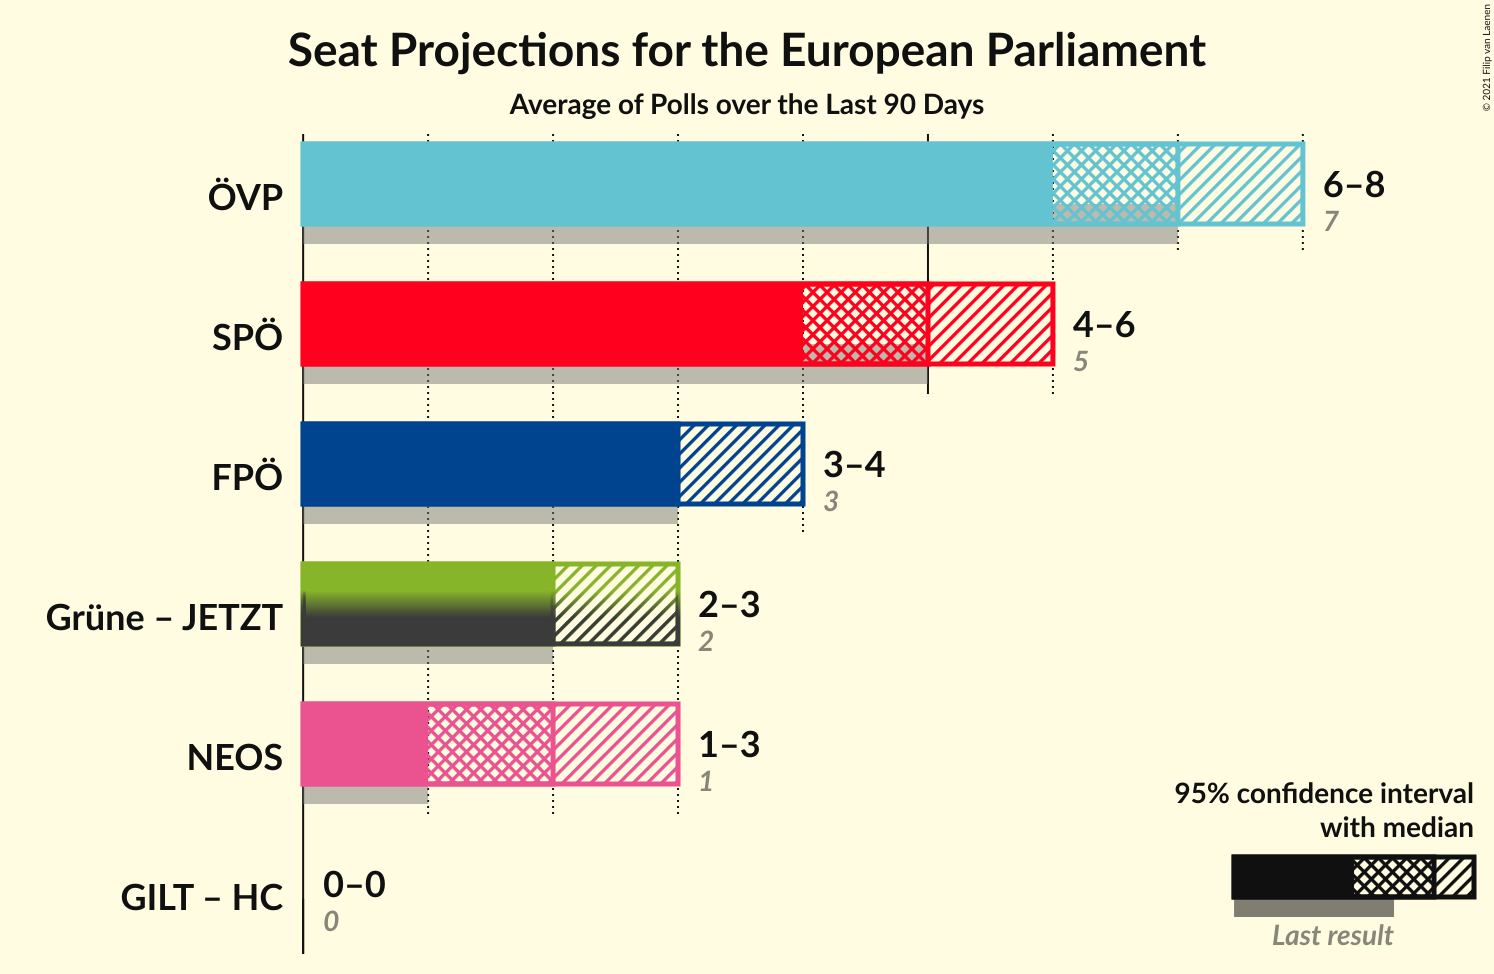 Seat Projections for the European Parliament
Average of Polls over the Last 90 Days
© 2021 Filip van Laenen
ÖVP
6–8
7
SPÖ
4–6
5
FPÖ
3–4
3
Grüne – JETZT
2–3
2
NEOS
1–3
1
GILT – HC
0–0
0
95% confidence interval
with median
Last result